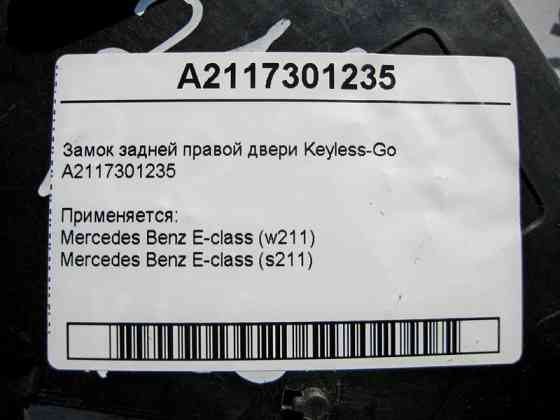 A2117301235
Замок задней правой двери Keyless-Go
A2117301235
Применяется:
Mercedes Benz E-class (w211)
Mercedes Benz E-class (s211)